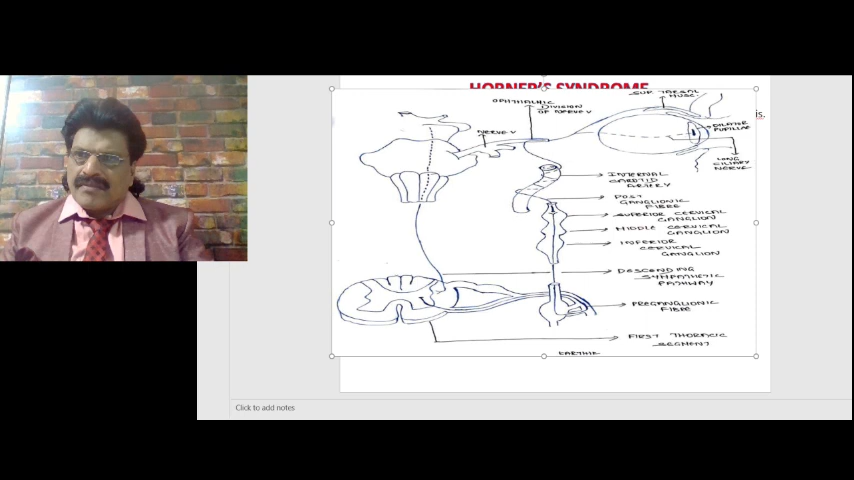 HORNER'S SYNDROME
OPHTHALMIC
DIVISION
OF NERVE V
NERVE V
SUP TARSAL
MUSC.
is.
DILATOR
PUPILLAE
LONG
CILIARY
NERVE
INTERNAL
CAROTID
ARTERY
POST
GANGLIONIC
FIBRE
SUPERIOR CERVICAL
GANGLION
MIDDLE CERVICAL
GANGLION
INFERIOR
CERVICAL
GANGLION
DESCENDING
SYMPATHETIC
PATHWAY
PREGANGLIONIC
FIBRE
FIRST THORACIC
SEGMENT
KARTHIK
Click to add notes